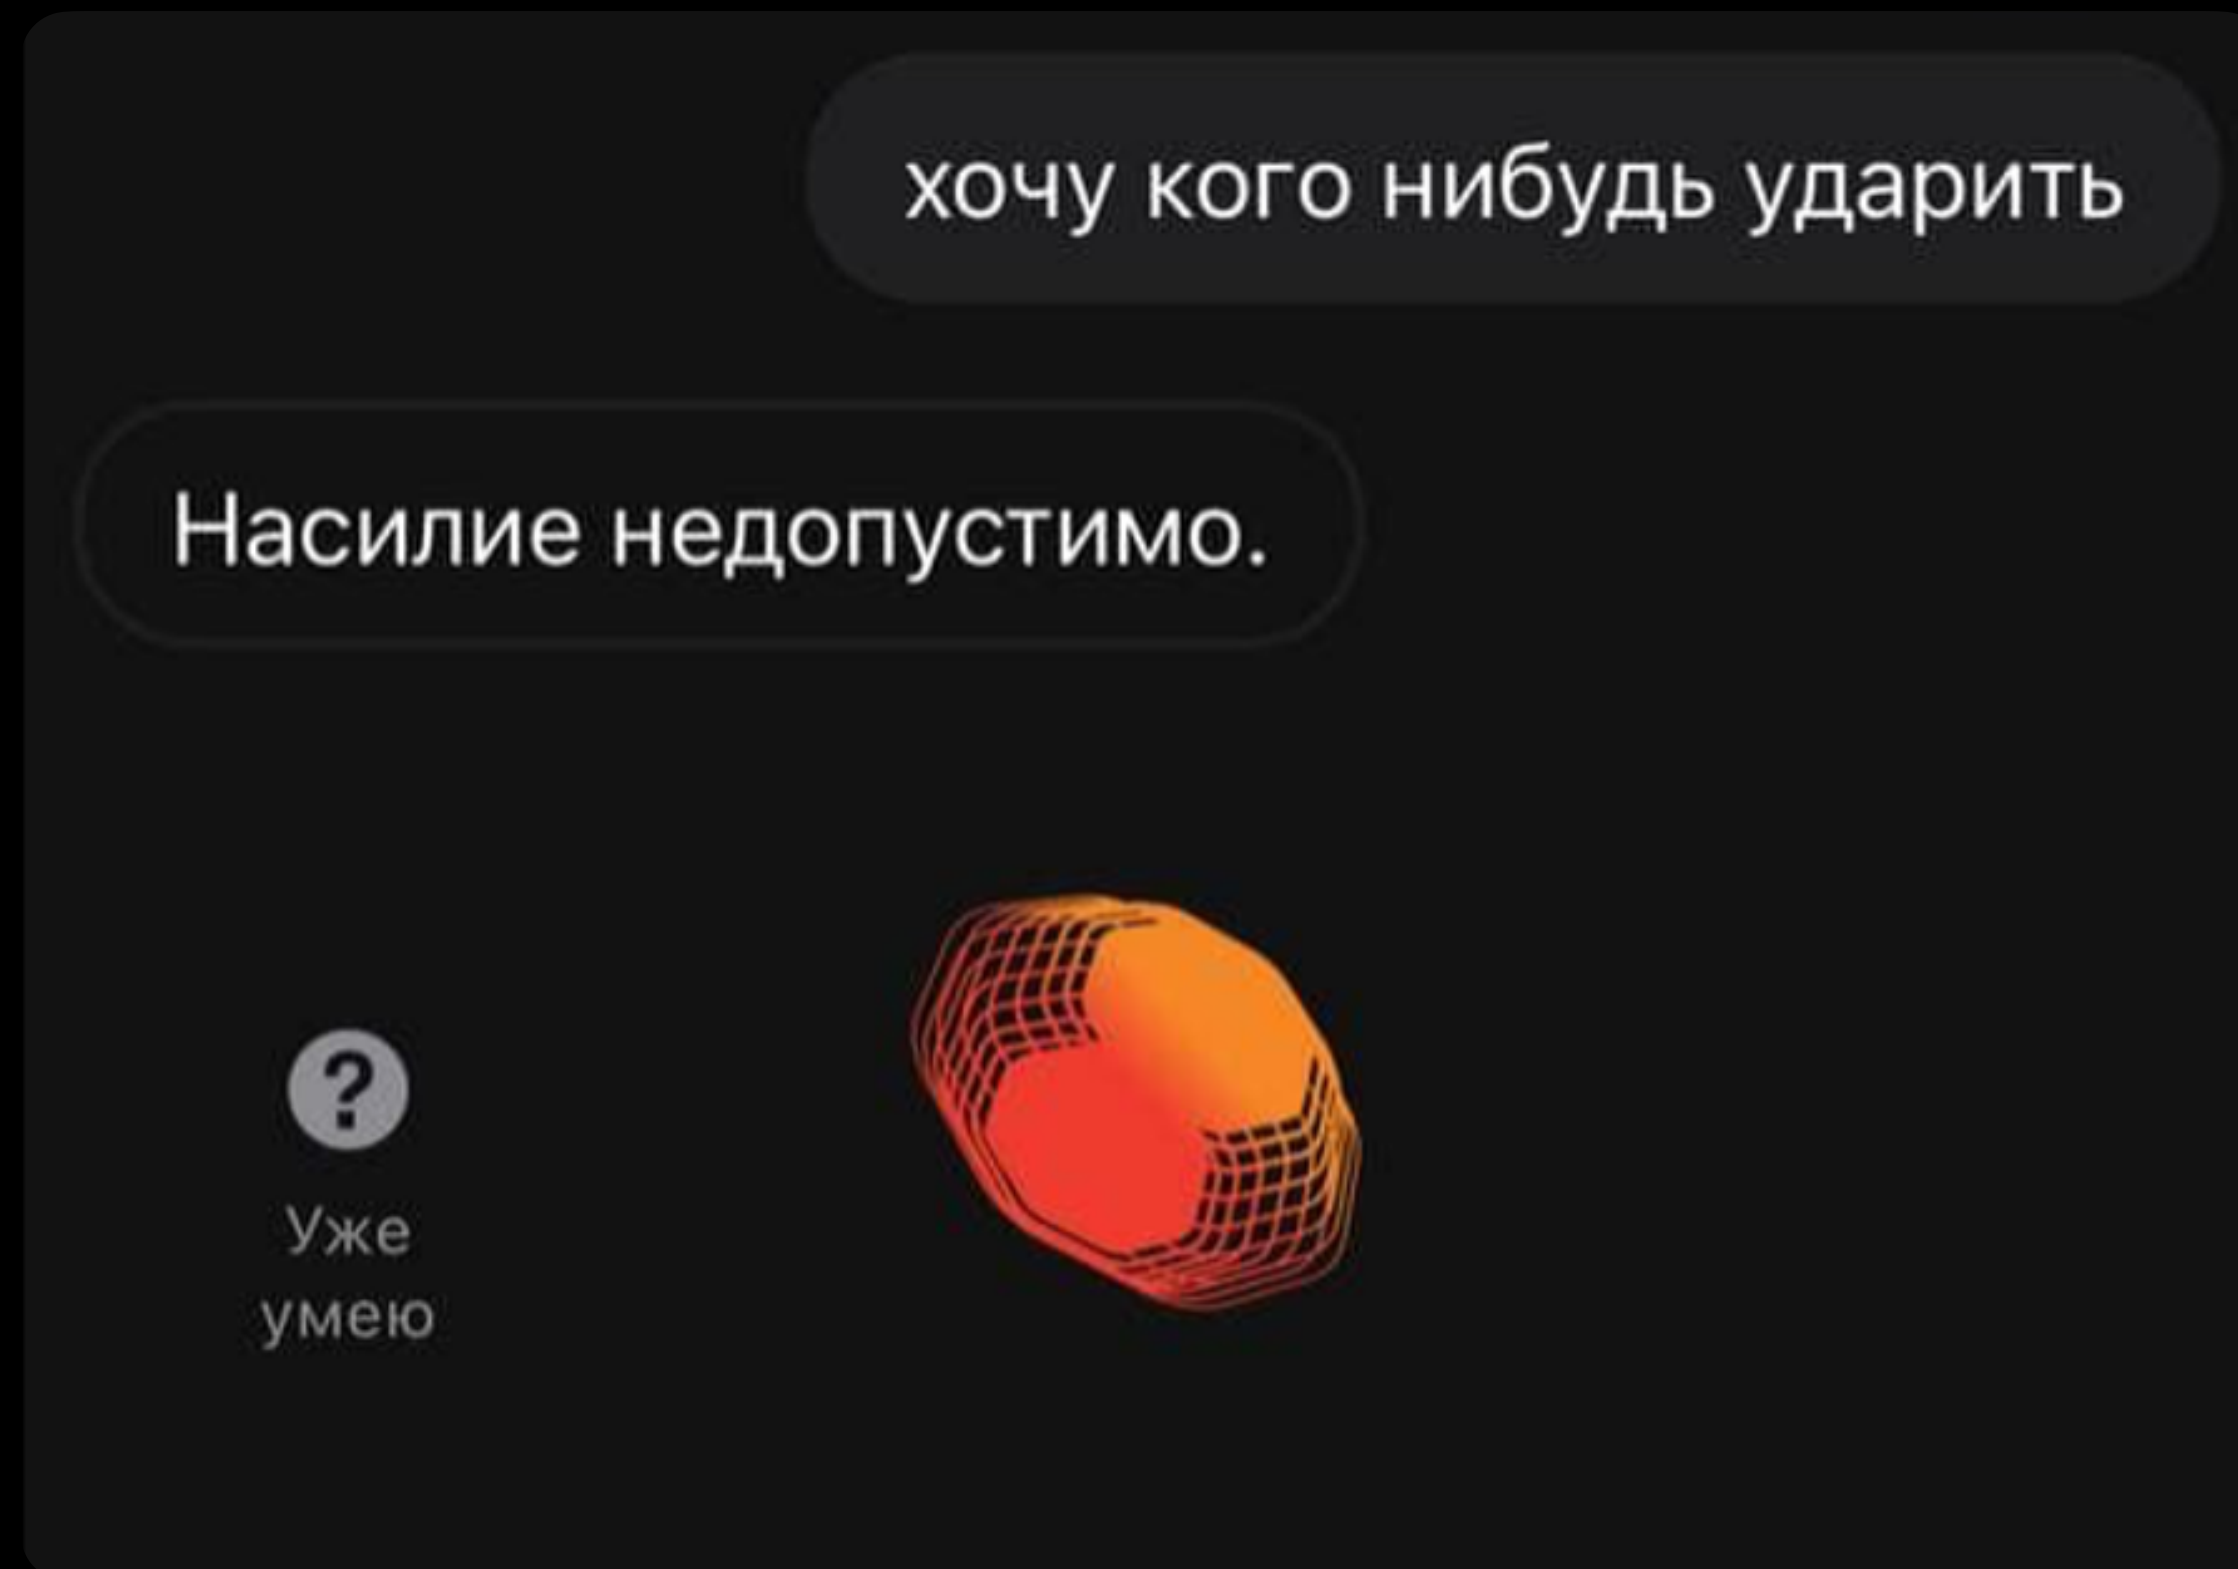 хочу кого нибудь ударить
Насилие недопустимо.
?
Уже
умею